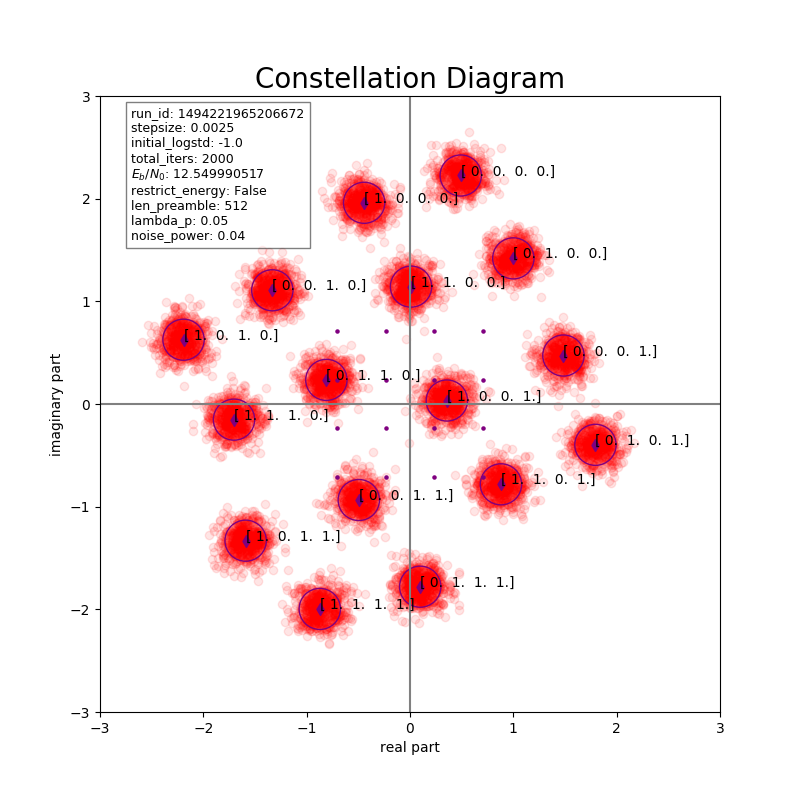 Constellation Diagram
run_id: 1494221965206672
stepsize: 0.0025
initial_logstd: -1.0
total_iters: 2000
E_b/N_0: 12.549990517
restrict_energy: False
len_preamble: 512
lambda_p: 0.05
noise_power: 0.04
[ 0. 0. 0. 0.]
[ 1. 0. 0. 0.]
[ 0. 1. 0. 0.]
[ 0. 0. 1. 0.]
[ 1. 1. 0. 0.]
[ 1. 0. 1. 0.]
[ 0. 0. 0. 1.]
[ 0. 1. 1. 0.]
[ 1. 0. 0. 1.]
[ 1. 1. 1. 0.]
[ 0. 1. 0. 1.]
[ 1. 1. 0. 1.]
[ 0. 0. 1. 1.]
[ 1. 0. 1. 1.]
[ 0. 1. 1. 1.]
[ 1. 1. 1. 1.]
3
2
1
0
−1
−2
−3
imaginary part
−3 −2 −1 0 1 2 3
real part